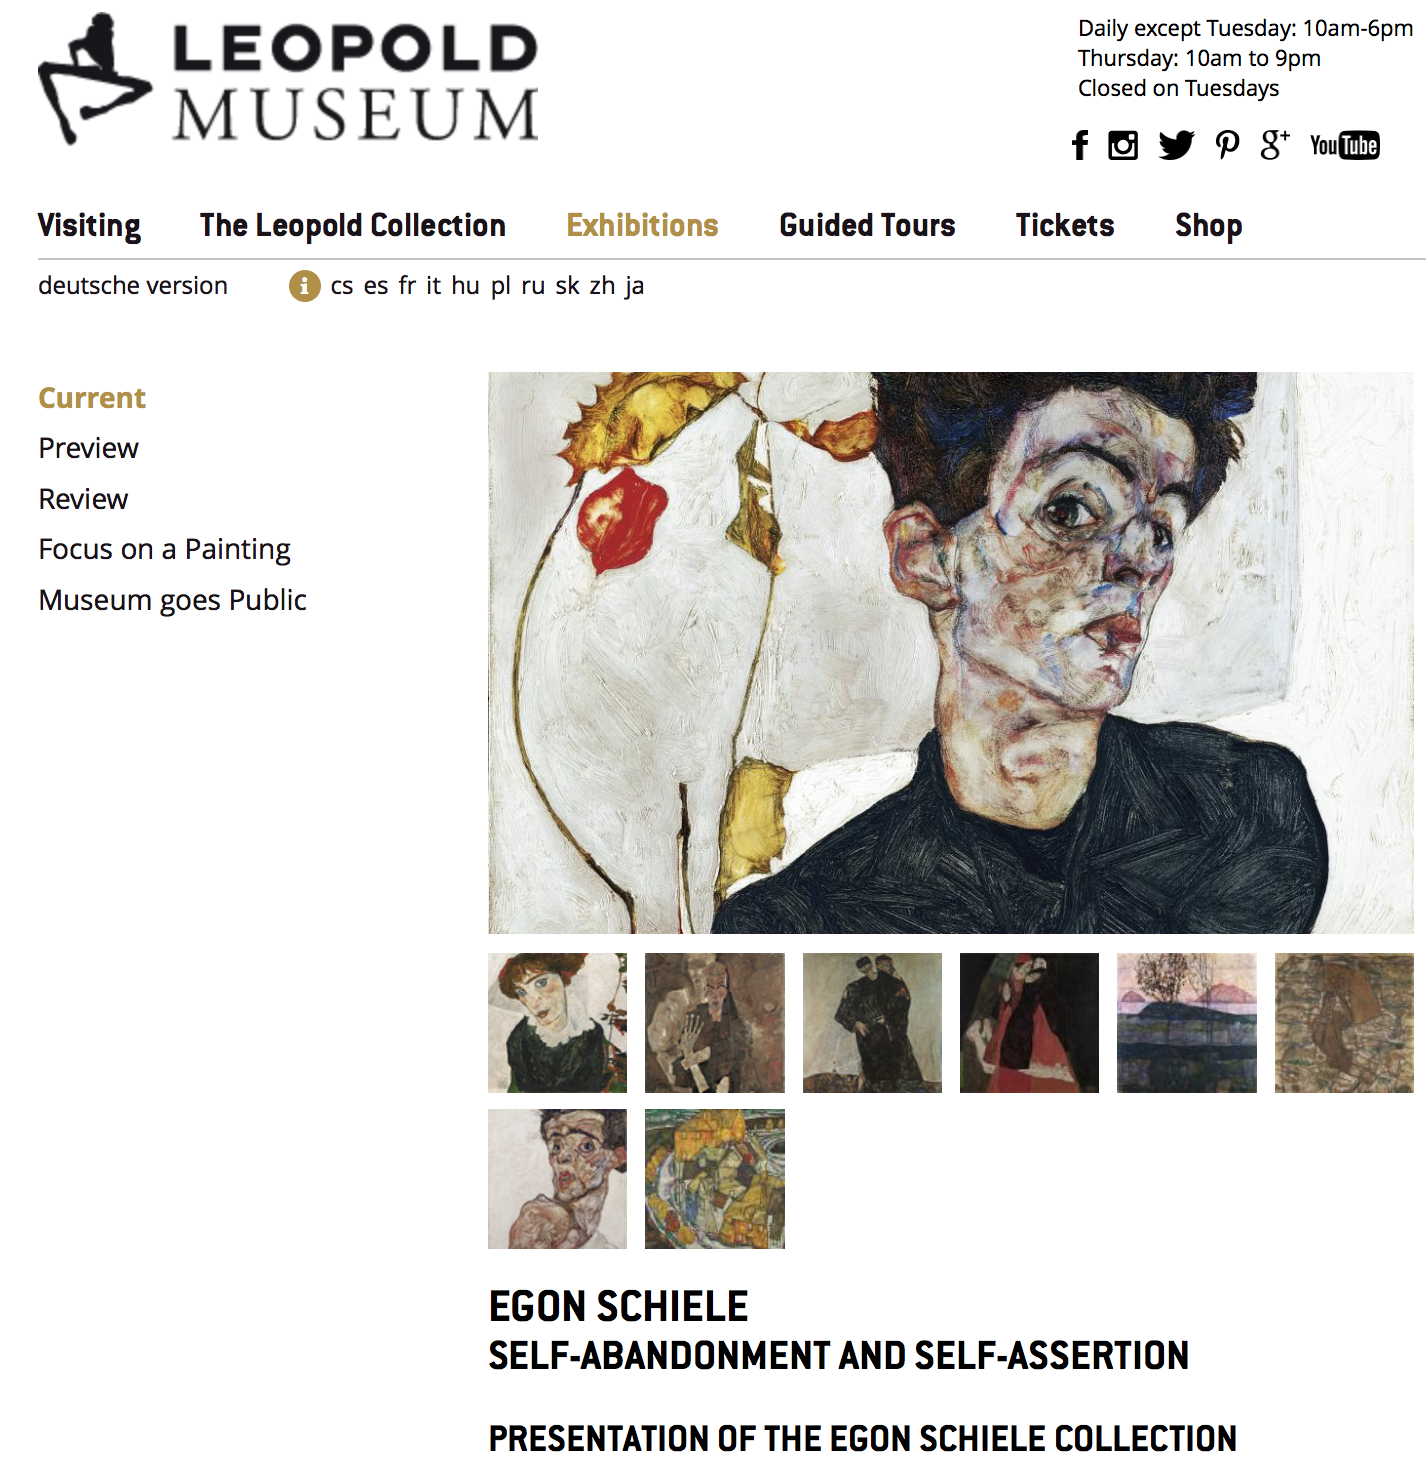 LEOPOLD
MUSEUM
Daily except Tuesday: 10am-6pm
Thursday: 10am to 9pm
Closed on Tuesdays
f g+ YouTube
Visiting The Leopold Collection Exhibitions Guided Tours Tickets Shop
deutsche version i cs es fr it hu pl ru sk zh ja
Current
Preview
Review
Focus on a Painting
Museum goes Public
EGON SCHIELE
SELF-ABANDONMENT AND SELF-ASSERTION
PRESENTATION OF THE EGON SCHIELE COLLECTION